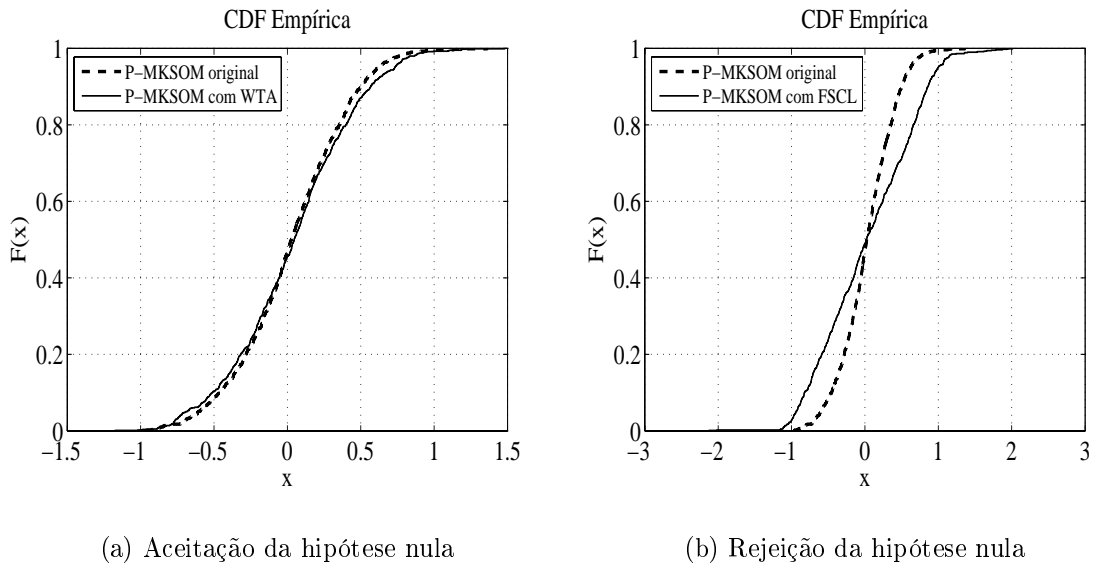 CDF Empírica
P−MKSOM original
P−MKSOM com WTA
F(x)
1
0.8
0.6
0.4
0.2
0
−1.5
−1
−0.5
0
0.5
1
1.5
x
(a) Aceitação da hipótese nula
CDF Empírica
P−MKSOM original
P−MKSOM com FSCL
F(x)
1
0.8
0.6
0.4
0.2
0
−3
−2
−1
0
1
2
3
x
(b) Rejeição da hipótese nula